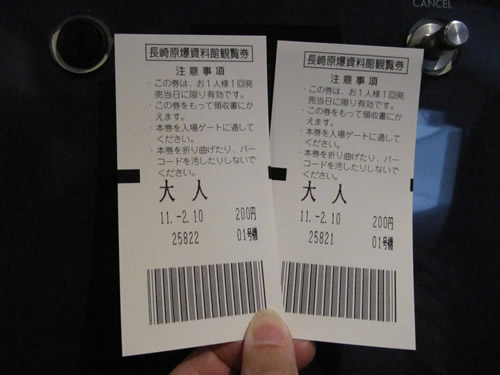 CANCEL
長崎原爆資料館観覧券
注意事項
・この券は、お1人様1回発
売当日に限り有効です。
・この券をもって領収書にか
えます。
・本券を入場ゲートに通して
ください。
・本券を折り曲げたり、バー
コードを汚したりしないで
ください。
大人
11.-2.10 200円
25822 01号機
長崎原爆資料館観覧券
注意事項
・この券は、お1人様1回発
売当日に限り有効です。
・この券をもって領収書にか
えます。
・本券を入場ゲートに通して
ください。
・本券を折り曲げたり、バー
コードを汚したりしないで
ください。
大人
11.-2.10 200円
25821 01号機